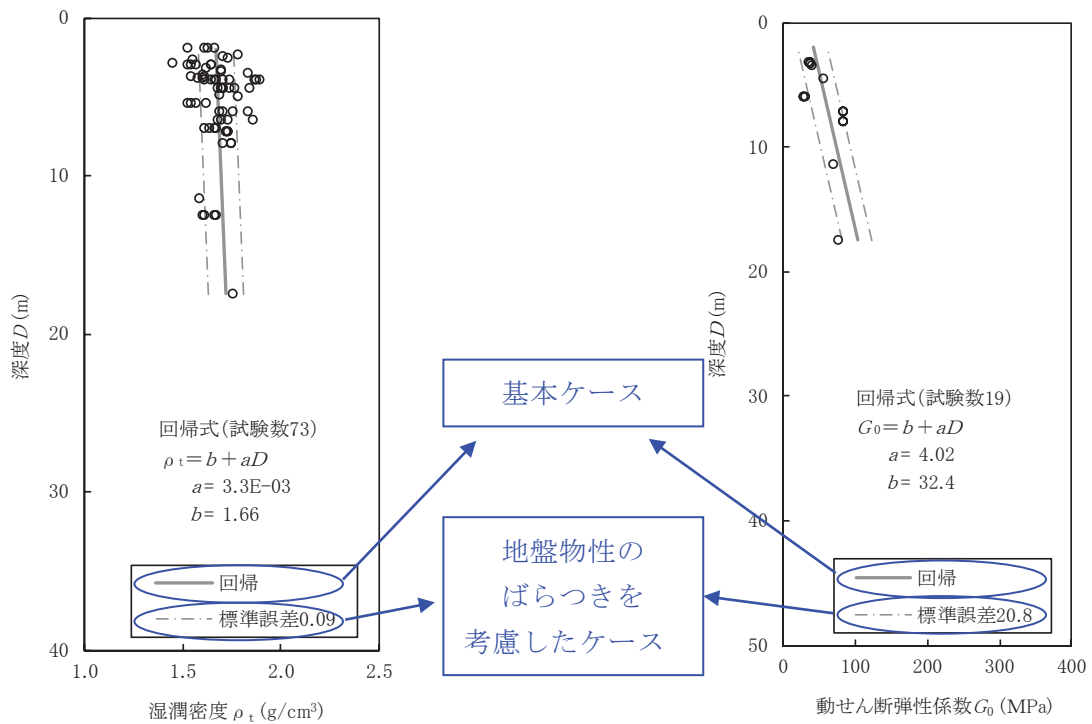 0
10
20
30
40
1.0
1.5
2.0
2.5
深度D(m)
湿潤密度 ρt (g/cm³)
回帰式(試験数73)
ρt=b+aD
a= 3.3E-03
b= 1.66
回帰
標準誤差0.09
基本ケース
地盤物性の
ばらつきを
考慮したケース
0
10
20
30
40
50
0
100
200
300
400
深度D(m)
動せん断弾性係数G0 (MPa)
回帰式(試験数19)
G0=b+aD
a= 4.02
b= 32.4
回帰
標準誤差20.8